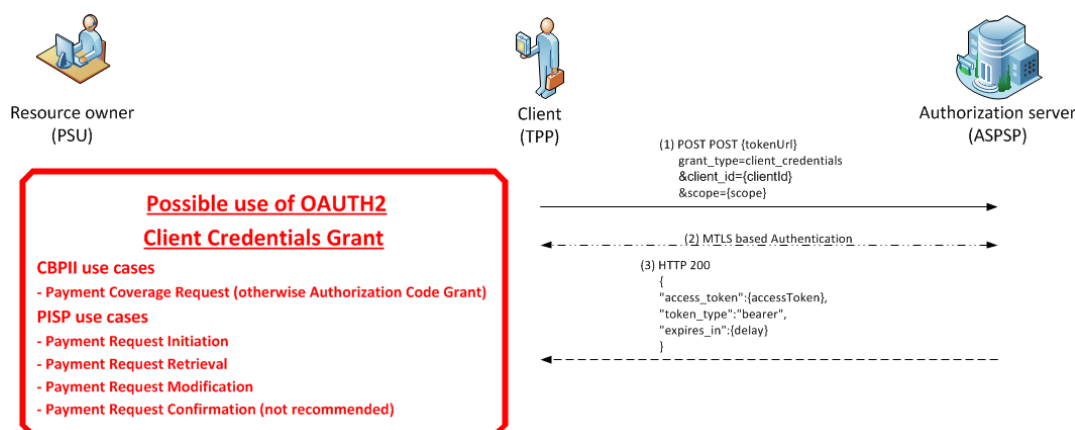 Resource owner
(PSU)
Client
(TPP)
Authorization server
(ASPSP)
(1) POST POST {tokenUrl}
grant_type=client_credentials
&client_id={clientId}
&scope={scope}
(2) MTLS based Authentication
(3) HTTP 200
{
"access_token":{accessToken},
"token_type":"bearer",
"expires_in":{delay}
}
Possible use of OAUTH2
Client Credentials Grant
CBPII use cases
- Payment Coverage Request (otherwise Authorization Code Grant)
PISP use cases
- Payment Request Initiation
- Payment Request Retrieval
- Payment Request Modification
- Payment Request Confirmation (not recommended)